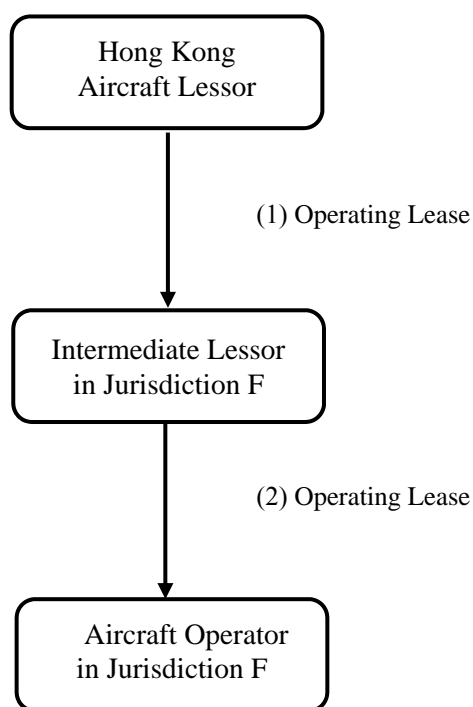 Hong Kong
Aircraft Lessor
(1) Operating Lease
Intermediate Lessor
in Jurisdiction F
(2) Operating Lease
Aircraft Operator
in Jurisdiction F